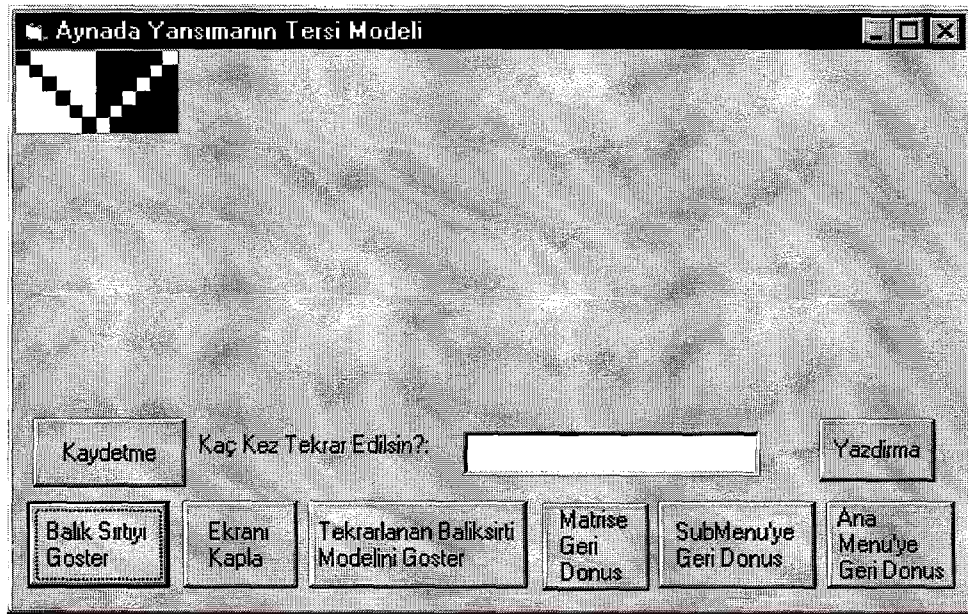 Aynada Yansımanın Tersi Modeli
Kaydetme
Kaç Kez Tekrar Edilsin?:
Yazdirma
Balık Sırtıyı
Goster
Ekranı
Kapla
Tekrarlanan Baliksirti
Modelini Goster
Matrise
Geri
Donus
SubMenu'ye
Geri Donus
Ana
Menu'ye
Geri Donus